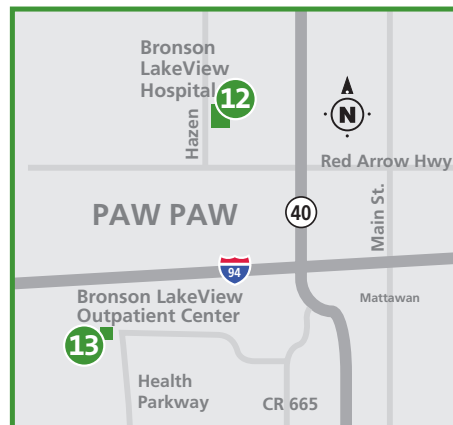 Bronson
LakeView
Hospital
12
Hazen
N
Red Arrow Hwy
PAW PAW
40
Main St.
94
Mattawan
Bronson LakeView
Outpatient Center
13
Health
Parkway
CR 665